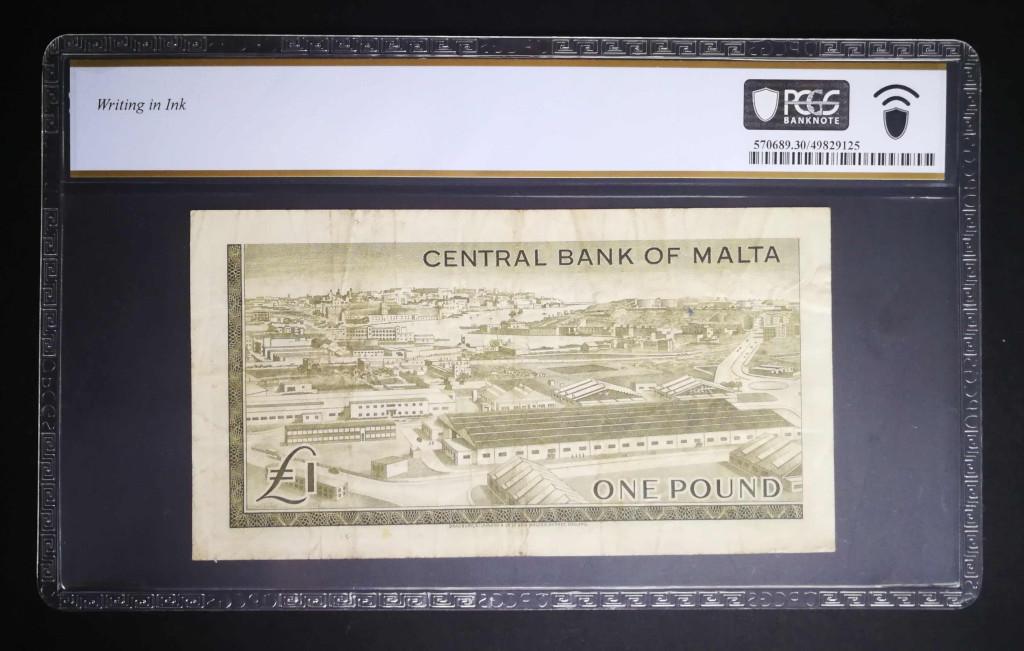 Writing in Ink
PCGS
BANKNOTE
570689.30/49829125
CENTRAL BANK OF MALTA
£1
ONE POUND